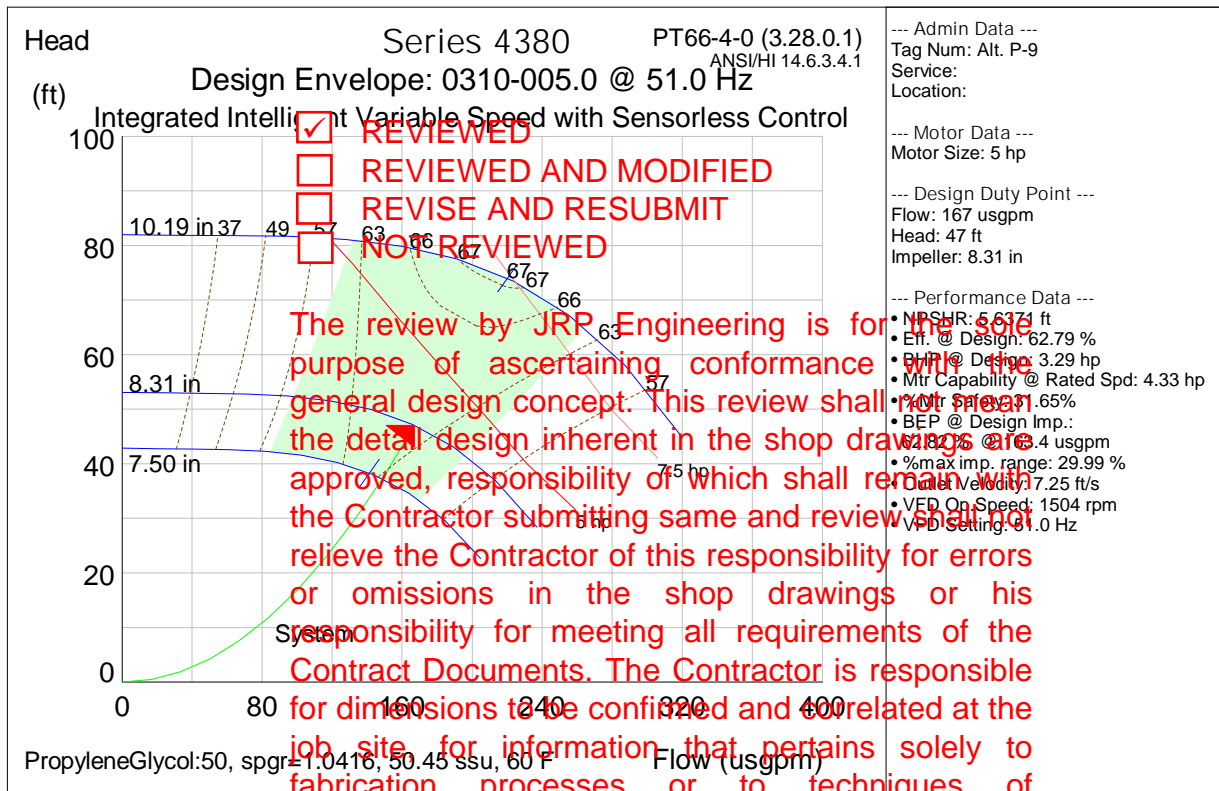 Head
Series 4380
PT66-4-0 (3.28.0.1)
ANSI/HI 14.6.3.4.1
(ft)
Design Envelope: 0310-005.0 @ 51.0 Hz
Integrated Intelligent Variable Speed with Sensorless Control
✓ REVIEWED
REVIEWED AND MODIFIED
REVISE AND RESUBMIT
NOT REVIEWED
100
80
60
40
20
0
10.19 in
37
49
57
63
66
67
67
67
66
63
57
8.31 in
7.50 in
7.5 hp
5 hp
System
0 80 160 240 320 400
PropyleneGlycol:50, spgr=1.0416, 50.45 ssu, 60 F
Flow (usgpm)
The review by JRP Engineering is for the sole
purpose of ascertaining conformance with the
general design concept. This review shall not mean
the detail design inherent in the shop drawings are
approved, responsibility of which shall remain with
the Contractor submitting same and review shall not
relieve the Contractor of this responsibility for errors
or omissions in the shop drawings or his
responsibility for meeting all requirements of the
Contract Documents. The Contractor is responsible
for dimensions to be confirmed and correlated at the
job site, for information that pertains solely to
fabrication processes or to techniques of
--- Admin Data ---
Tag Num: Alt. P-9
Service:
Location:
--- Motor Data ---
Motor Size: 5 hp
--- Design Duty Point ---
Flow: 167 usgpm
Head: 47 ft
Impeller: 8.31 in
--- Performance Data ---
• NPSHR: 5.6371 ft
• Eff. @ Design: 62.79 %
• BHP @ Design: 3.29 hp
• Mtr Capability @ Rated Spd: 4.33 hp
• %Mtr Safety: 31.65%
• BEP @ Design Imp.:
62.82 % @ 163.4 usgpm
• %max imp. range: 29.99 %
• Outlet Velocity: 7.25 ft/s
• VFD Op Speed: 1504 rpm
• VFD Setting: 51.0 Hz